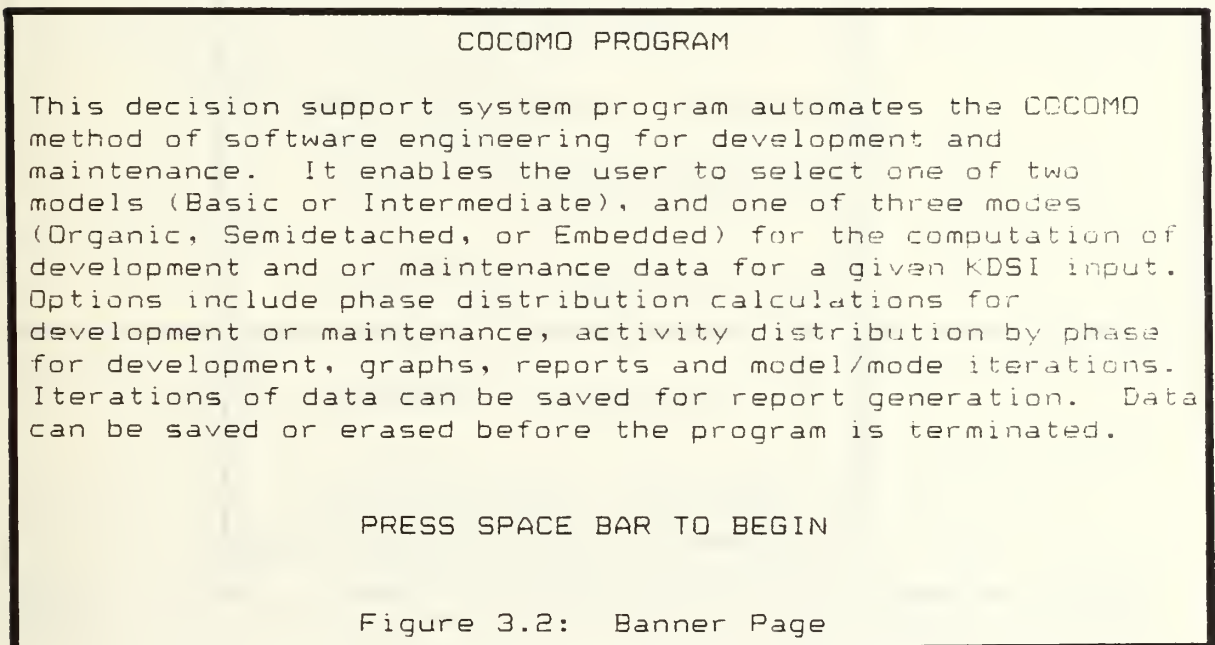 COCOMO PROGRAM
This decision support system program automates the COCOMO
method of software engineering for development and
maintenance. It enables the user to select one of two
models (Basic or Intermediate), and one of three modes
(Organic, Semidetached, or Embedded) for the computation of
development and or maintenance data for a given KDSI input.
Options include phase distribution calculations for
development or maintenance, activity distribution by phase
for development, graphs, reports and model/mode iterations.
Iterations of data can be saved for report generation. Data
can be saved or erased before the program is terminated.
PRESS SPACE BAR TO BEGIN
Figure 3.2: Banner Page